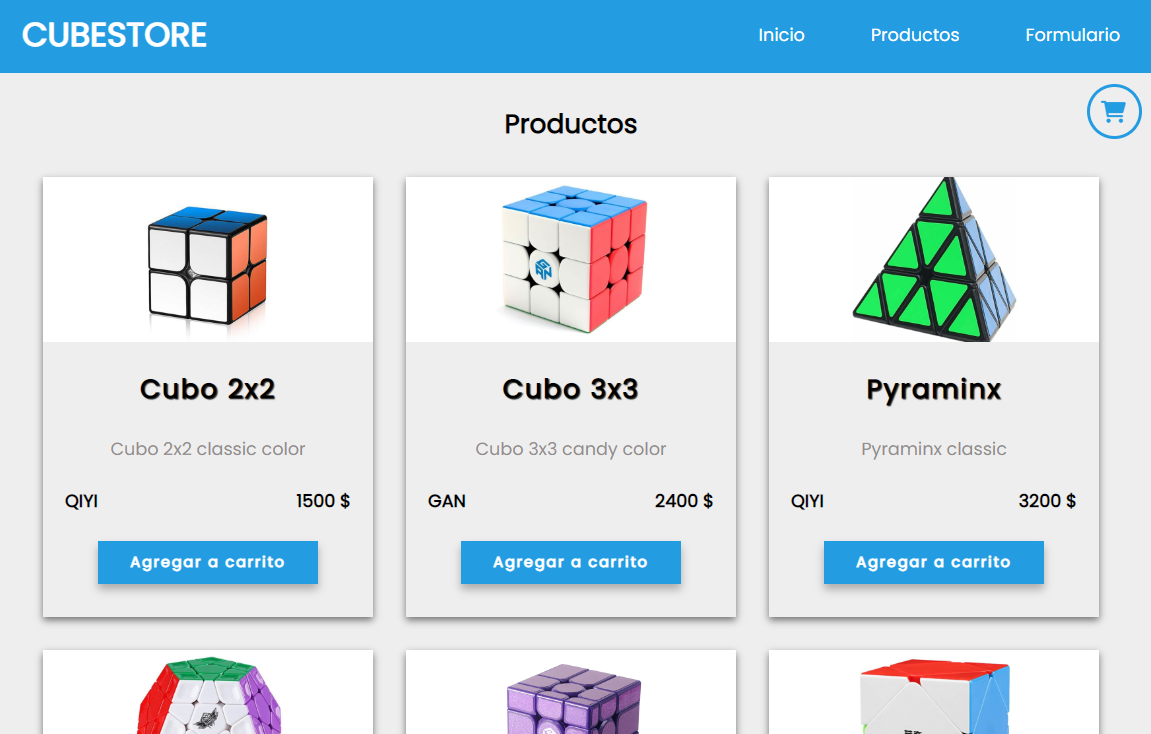 CUBESTORE
Inicio
Productos
Formulario
Productos
GAN
Cubo 2x2
Cubo 2x2 classic color
QIYI
1500 $
Agregar a carrito
Cubo 3x3
Cubo 3x3 candy color
GAN
2400 $
Agregar a carrito
Pyraminx
Pyraminx classic
QIYI
3200 $
Agregar a carrito